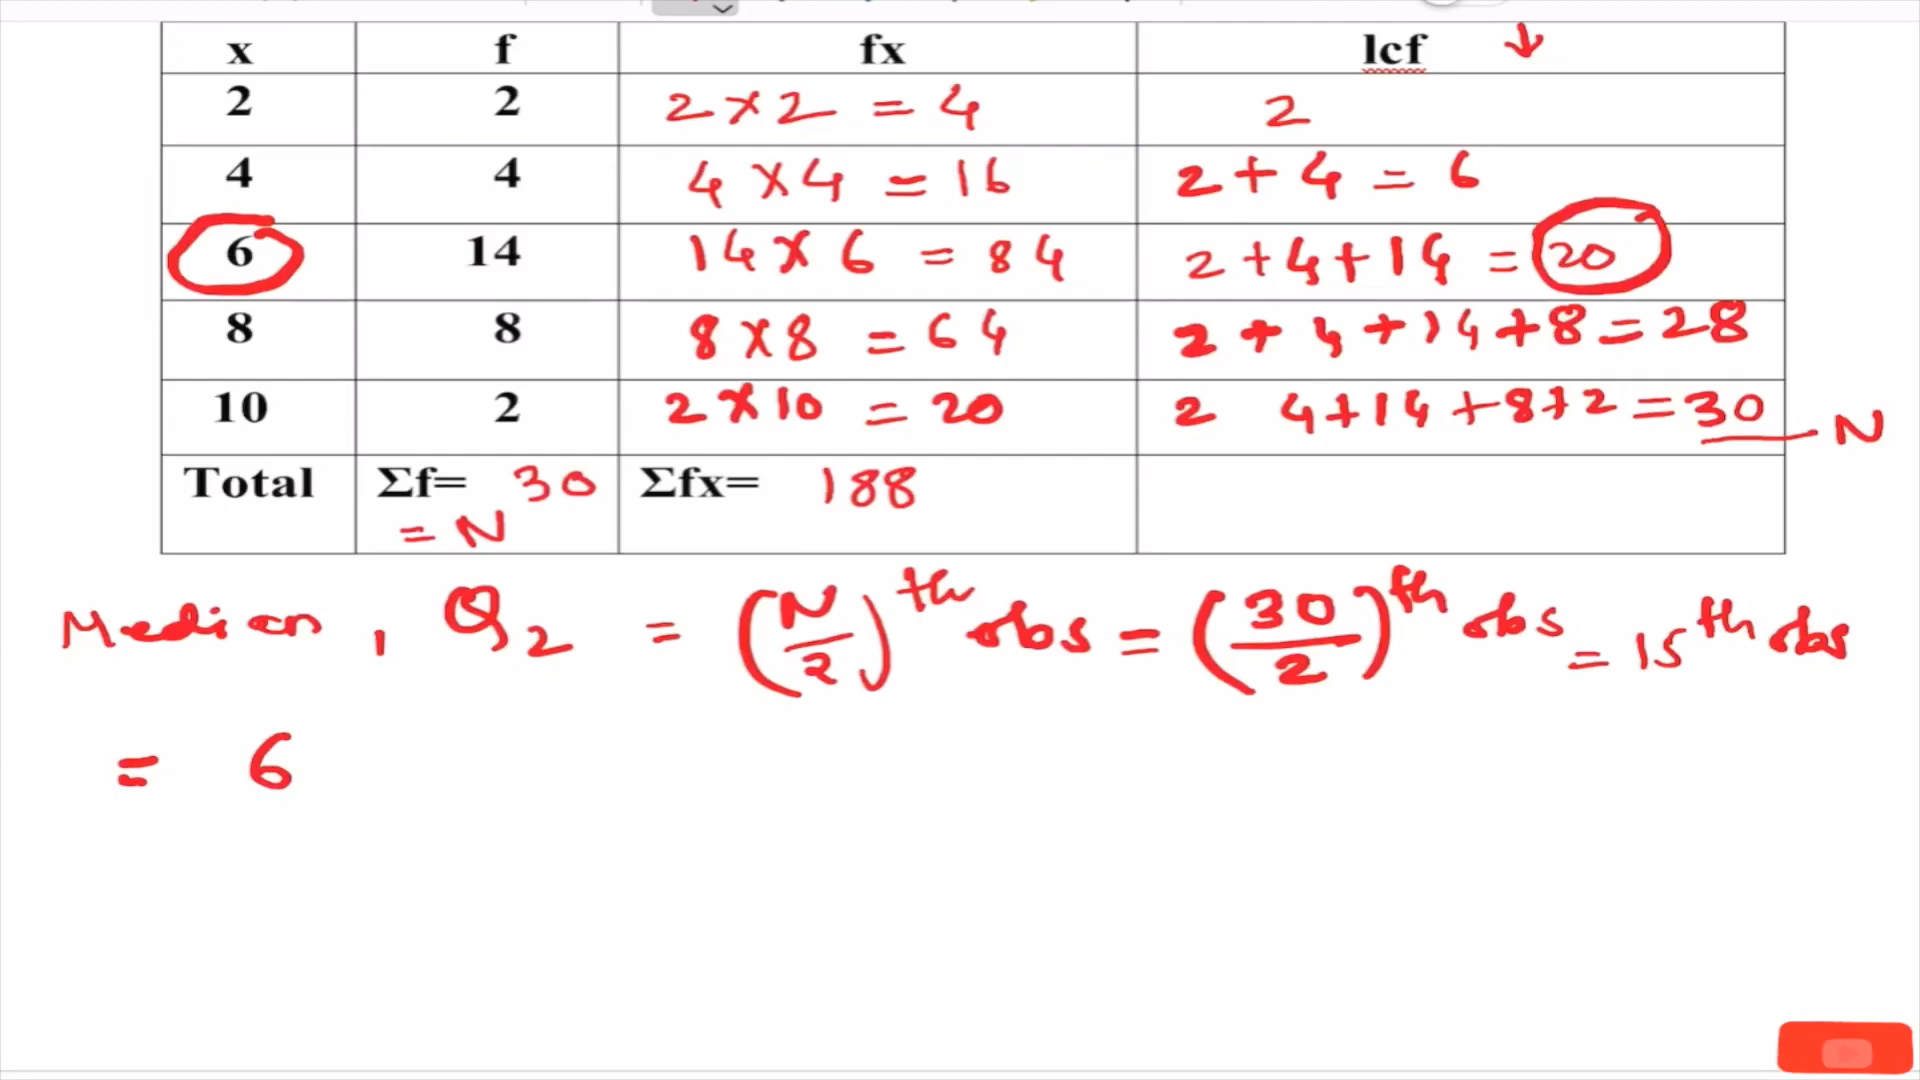 x f fx lcf ↓
2 2 2 × 2 = 4 2
4 4 4 × 4 = 16 2 + 4 = 6
6 14 14 × 6 = 84 2 + 4 + 14 = 20
8 8 8 × 8 = 64 2 + 4 + 14 + 8 = 28
10 2 2 × 10 = 20 2 4 + 14 + 8 + 2 = 30 N
Total Σf= 30 Σfx= 188
= N
Median, Q₂ = (N/2)ᵗʰ obs = (30/2)ᵗʰ obs = 15ᵗʰ obs
= 6